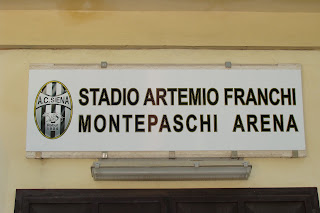 A.C. SIENA
STADIO ARTEMIO FRANCHI
MONTEPASCHI ARENA